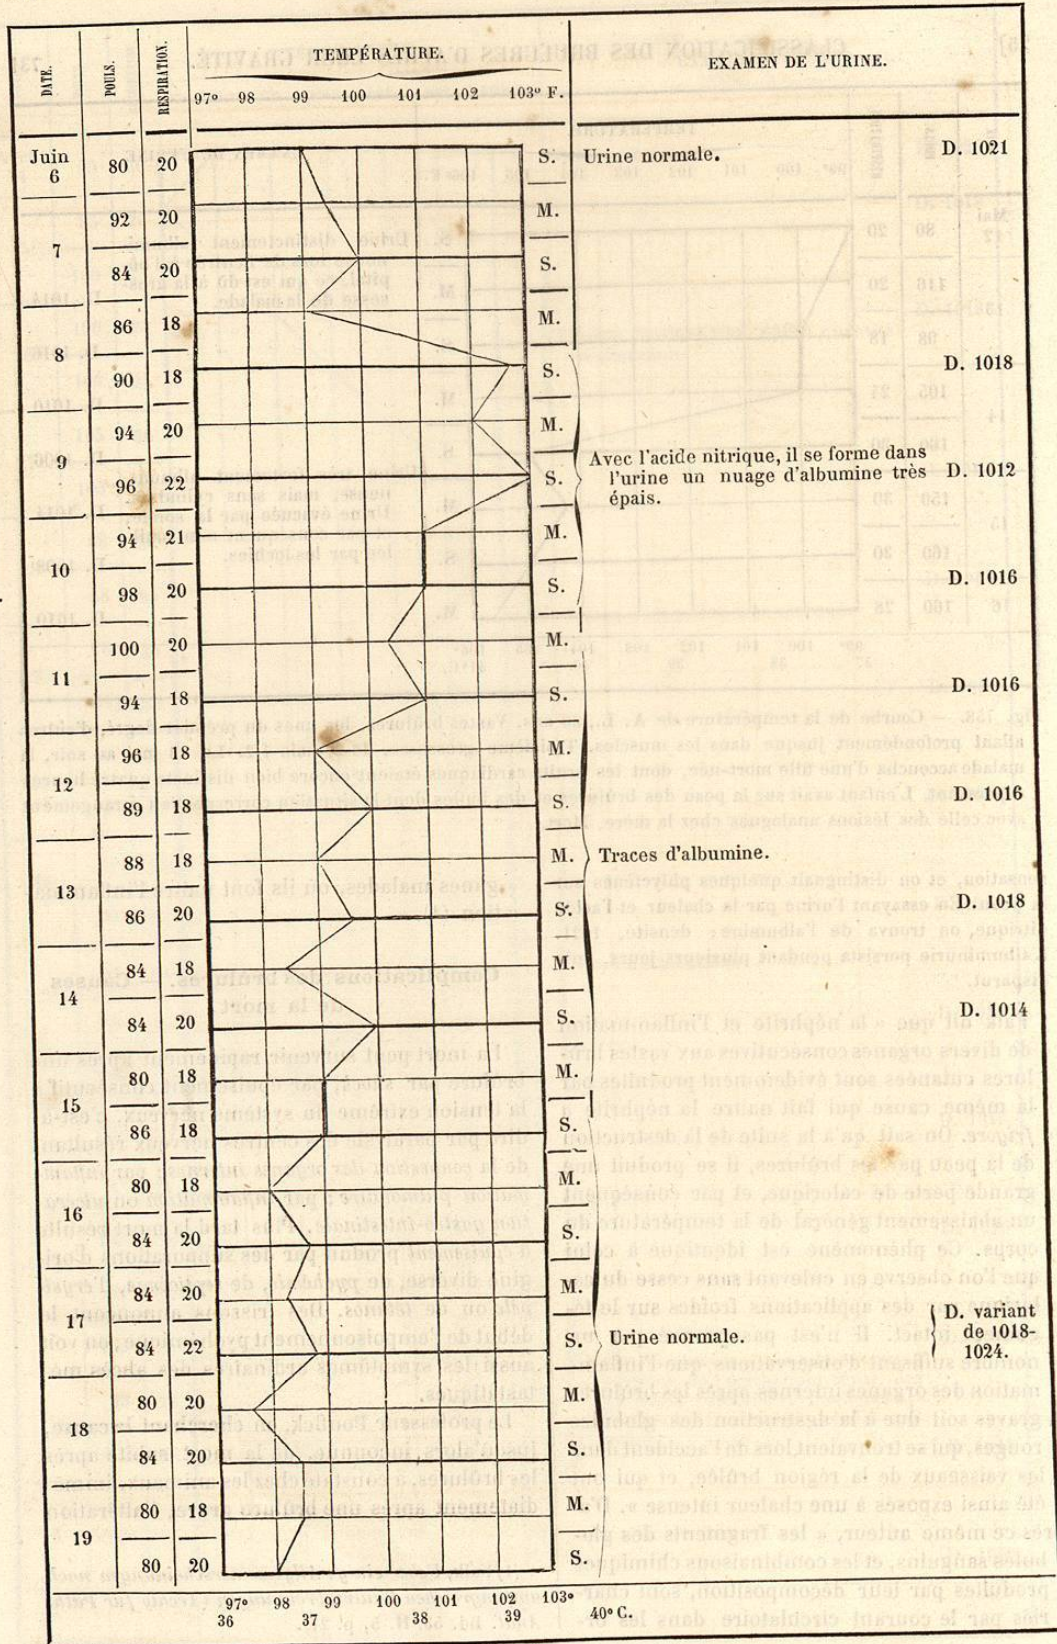 DATE. POULS. RESPIRATION. TEMPÉRATURE. EXAMEN DE L'URINE.
97° 98 99 100 101 102 103° F.
Juin
6 80 20 S. Urine normale. D. 1021
92 20 M.
7
84 20 S.
86 18 M.
8
90 18 S. D. 1018
94 20 M.
9
Avec l'acide nitrique, il se forme dans
l'urine un nuage d'albumine très
épais.
96 22 S. D. 1012
94 21 M.
10
98 20 S. D. 1016
100 20 M.
11
94 18 S. D. 1016
96 18 M.
12
89 18 S. D. 1016
88 18 M. Traces d'albumine.
13
86 20 S. D. 1018
84 18 M.
14
84 20 S. D. 1014
80 18 M.
15
86 18 S.
80 18 M.
16
84 20 S.
84 20 M.
17
84 22 S. Urine normale. D. variant
de 1018-
1024.
80 20 M.
18
84 20 S.
80 18 M.
19
80 20 S.
97° 98 99 100 101 102 103°
36 37 38 39 40° C.